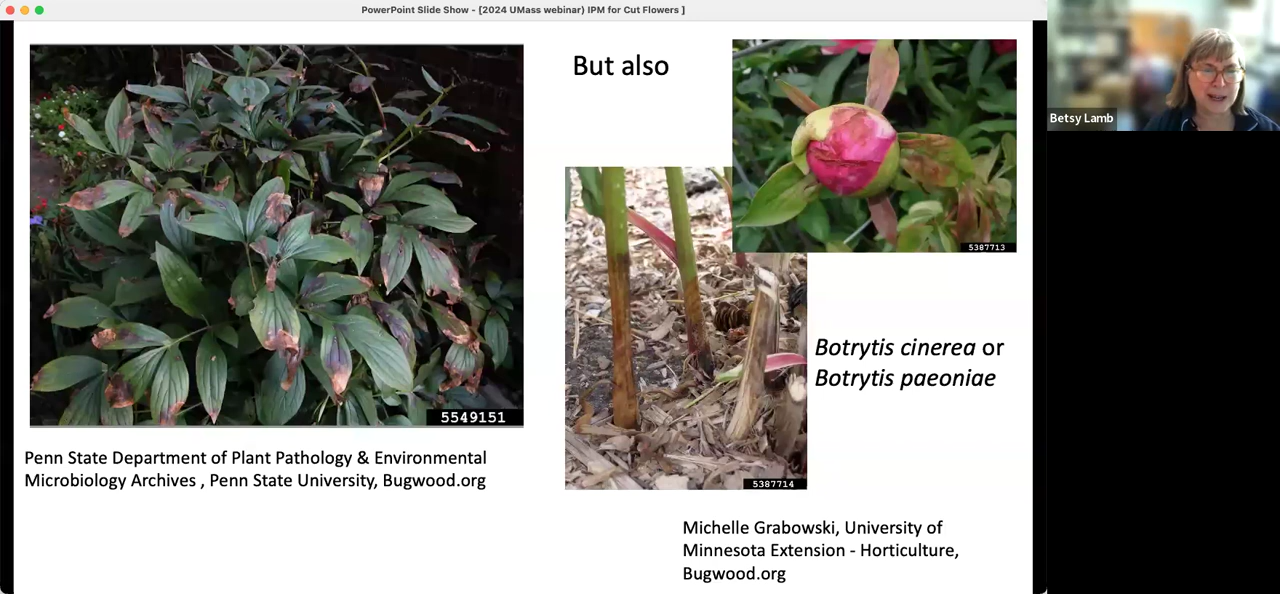 PowerPoint Slide Show - [2024 UMass webinar) IPM for Cut Flowers ]
But also
5387713
Betsy Lamb
Botrytis cinerea or
Botrytis paeoniae
5549151
5387714
Penn State Department of Plant Pathology & Environmental
Microbiology Archives , Penn State University, Bugwood.org
Michelle Grabowski, University of
Minnesota Extension - Horticulture,
Bugwood.org